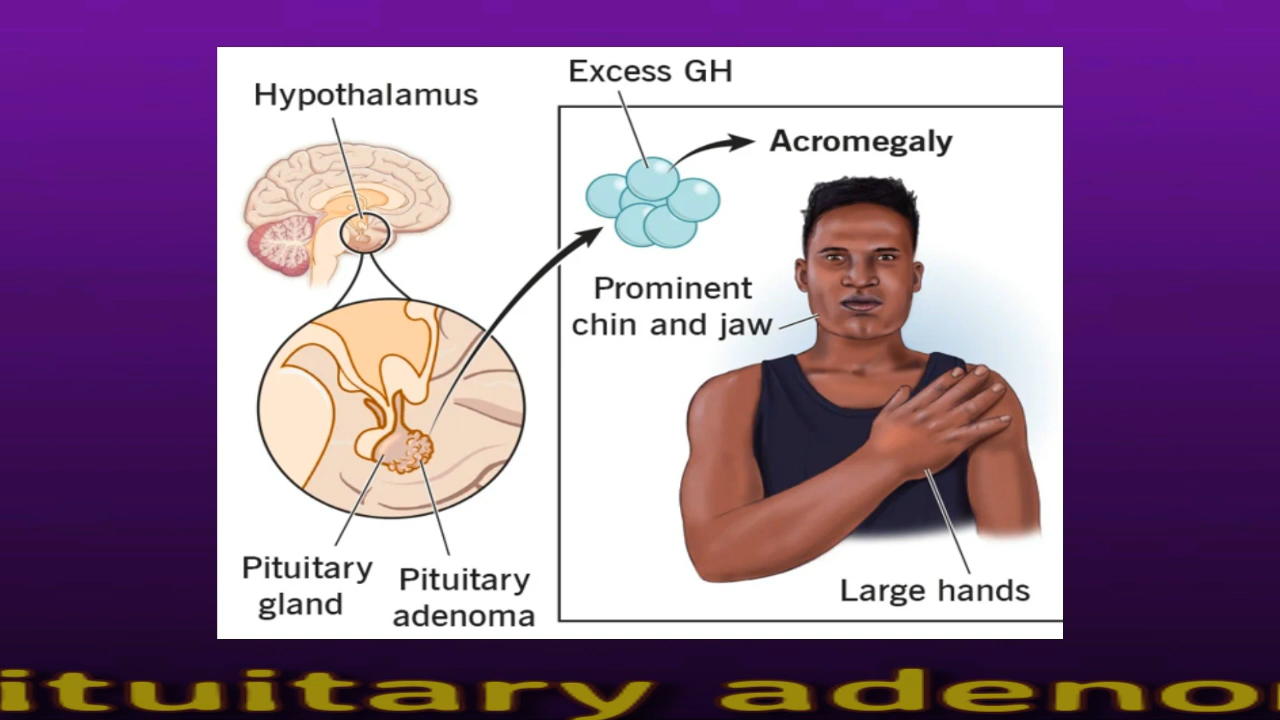 Excess GH
Hypothalamus
Acromegaly
Prominent
chin and jaw
Pituitary
gland
Pituitary
adenoma
Large hands
ituitary adeno